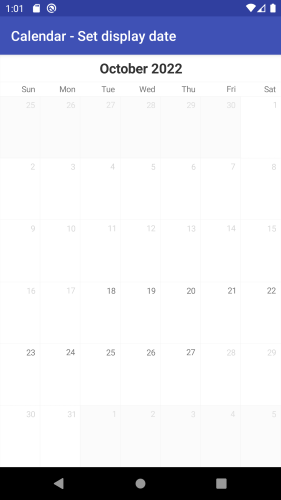 1:01
Calendar - Set display date
October 2022
Sun Mon Tue Wed Thu Fri Sat
25 26 27 28 29 30 1
2 3 4 5 6 7 8
9 10 11 12 13 14 15
16 17 18 19 20 21 22
23 24 25 26 27 28 29
30 31 1 2 3 4 5